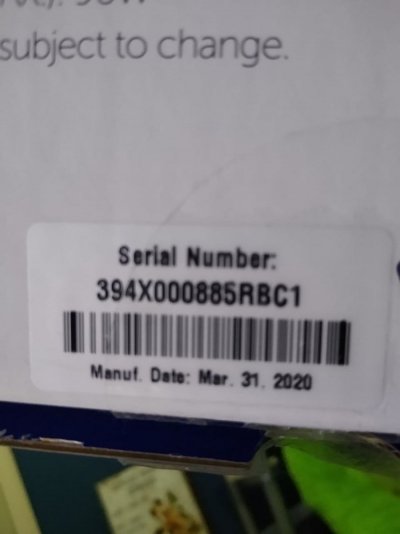 subject to change.
Serial Number:
394X000885RBC1
Manuf. Date: Mar. 31. 2020